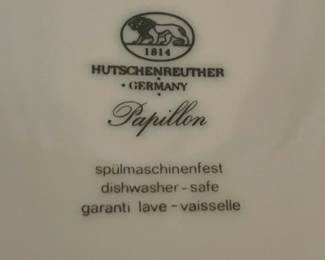 1814
HUTSCHENREUTHER
· GERMANY ·
Papillon
spülmaschinenfest
dishwasher-safe
garanti lave-vaisselle